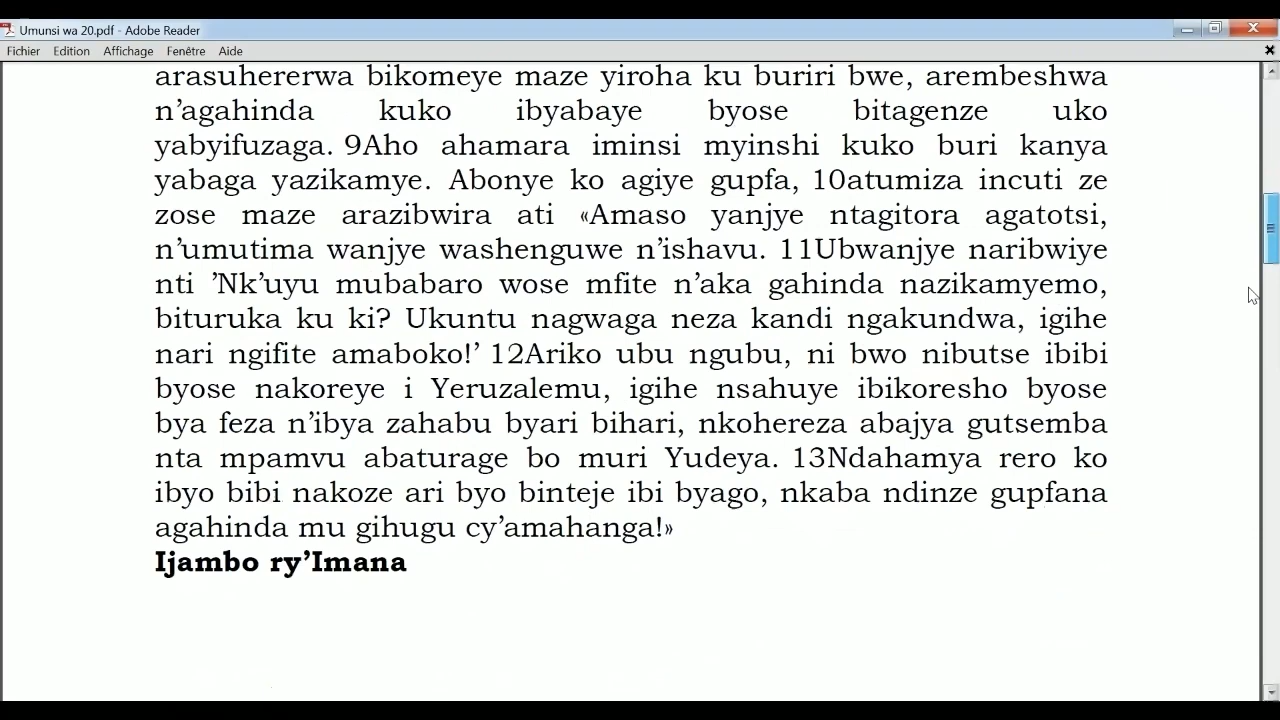 Umunsi wa 20.pdf - Adobe Reader
Fichier Edition Affichage Fenêtre Aide
arasuhererwa bikomeye maze yiroha ku buriri bwe, arembeshwa
n’agahinda kuko ibyabaye byose bitagenze uko
yabyifuzaga. 9Aho ahamara iminsi myinshi kuko buri kanya
yabaga yazikamye. Abonye ko agiye gupfa, 10atumiza incuti ze
zose maze arazibwira ati «Amaso yanjye ntagitora agatotsi,
n’umutima wanjye washenguwe n’ishavu. 11Ubwanjye naribwiye
nti ’Nk’uyu mubabaro wose mfite n’aka gahinda nazikamyemo,
bituruka ku ki? Ukuntu nagwaga neza kandi ngakundwa, igihe
nari ngifite amaboko!’ 12Ariko ubu ngubu, ni bwo nibutse ibibi
byose nakoreye i Yeruzalemu, igihe nsahuye ibikoresho byose
bya feza n’ibya zahabu byari bihari, nkohereza abajya gutsemba
nta mpamvu abaturage bo muri Yudeya. 13Ndahamya rero ko
ibyo bibi nakoze ari byo binteje ibi byago, nkaba ndinze gupfana
agahinda mu gihugu cy’amahanga!»
Ijambo ry’Imana